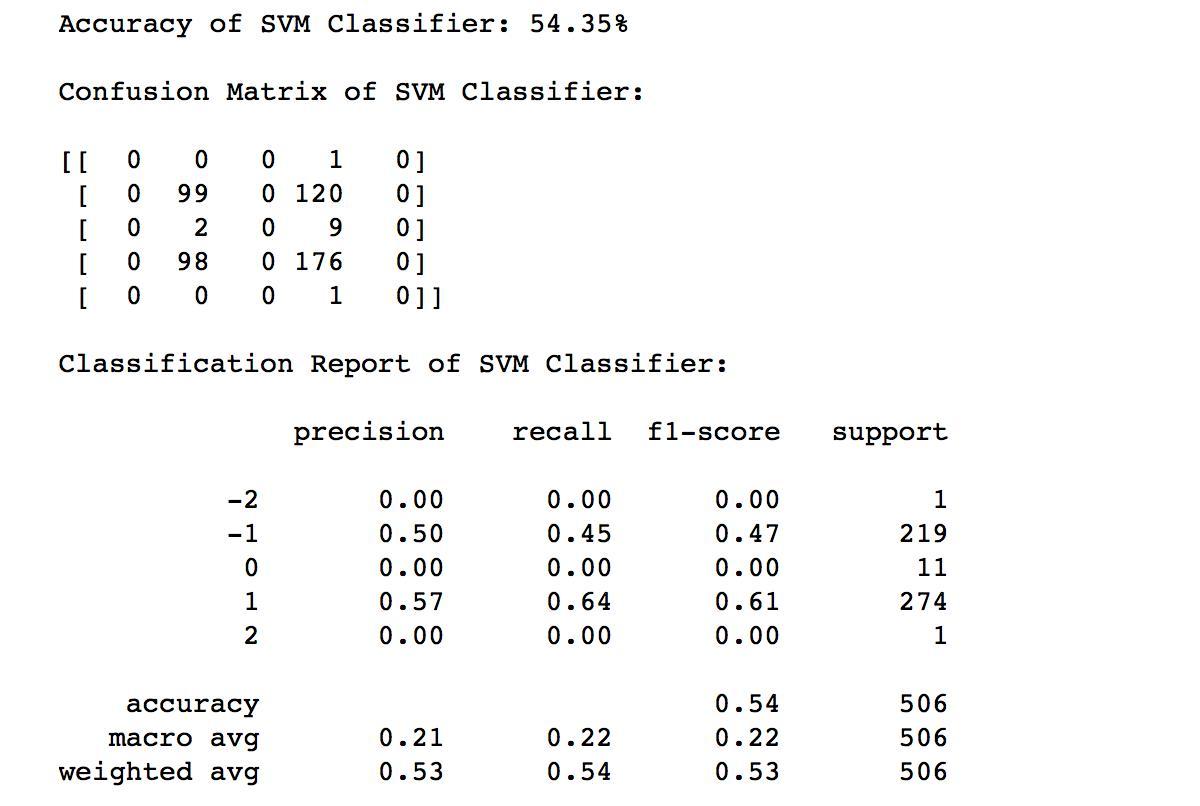 Accuracy of SVM Classifier: 54.35%
Confusion Matrix of SVM Classifier:
[[  0   0   0   1   0]
 [  0  99   0 120   0]
 [  0   2   0   9   0]
 [  0  98   0 176   0]
 [  0   0   0   1   0]]
Classification Report of SVM Classifier:
              precision    recall  f1-score   support
          -2       0.00      0.00      0.00         1
          -1       0.50      0.45      0.47       219
           0       0.00      0.00      0.00        11
           1       0.57      0.64      0.61       274
           2       0.00      0.00      0.00         1
    accuracy                           0.54       506
   macro avg       0.21      0.22      0.22       506
weighted avg       0.53      0.54      0.53       506